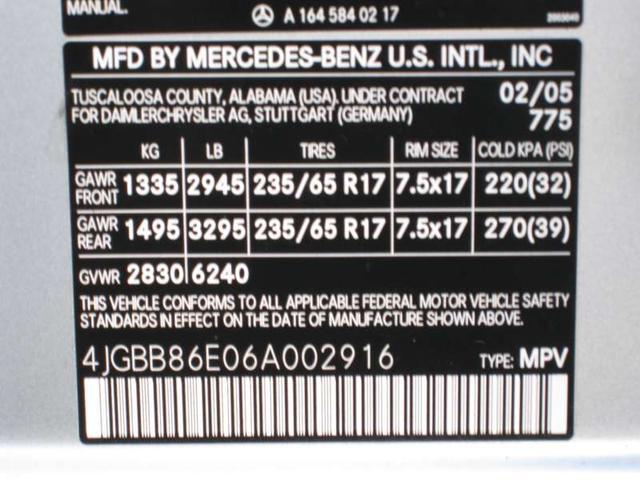 MANUAL.
A 164 584 02 17
MFD BY MERCEDES-BENZ U.S. INTL., INC
TUSCALOOSA COUNTY, ALABAMA (USA). UNDER CONTRACT 02/05
FOR DAIMLERCHRYSLER AG, STUTTGART (GERMANY) 775
KG LB TIRES RIM SIZE COLD KPA (PSI)
GAWR FRONT 1335 2945 235/65 R17 7.5x17 220(32)
GAWR REAR 1495 3295 235/65 R17 7.5x17 270(39)
GVWR 2830 6240
THIS VEHICLE CONFORMS TO ALL APPLICABLE FEDERAL MOTOR VEHICLE SAFETY
STANDARDS IN EFFECT ON THE DATE OF MANUFACTURE SHOWN ABOVE.
4JGBB86E06A002916 TYPE: MPV